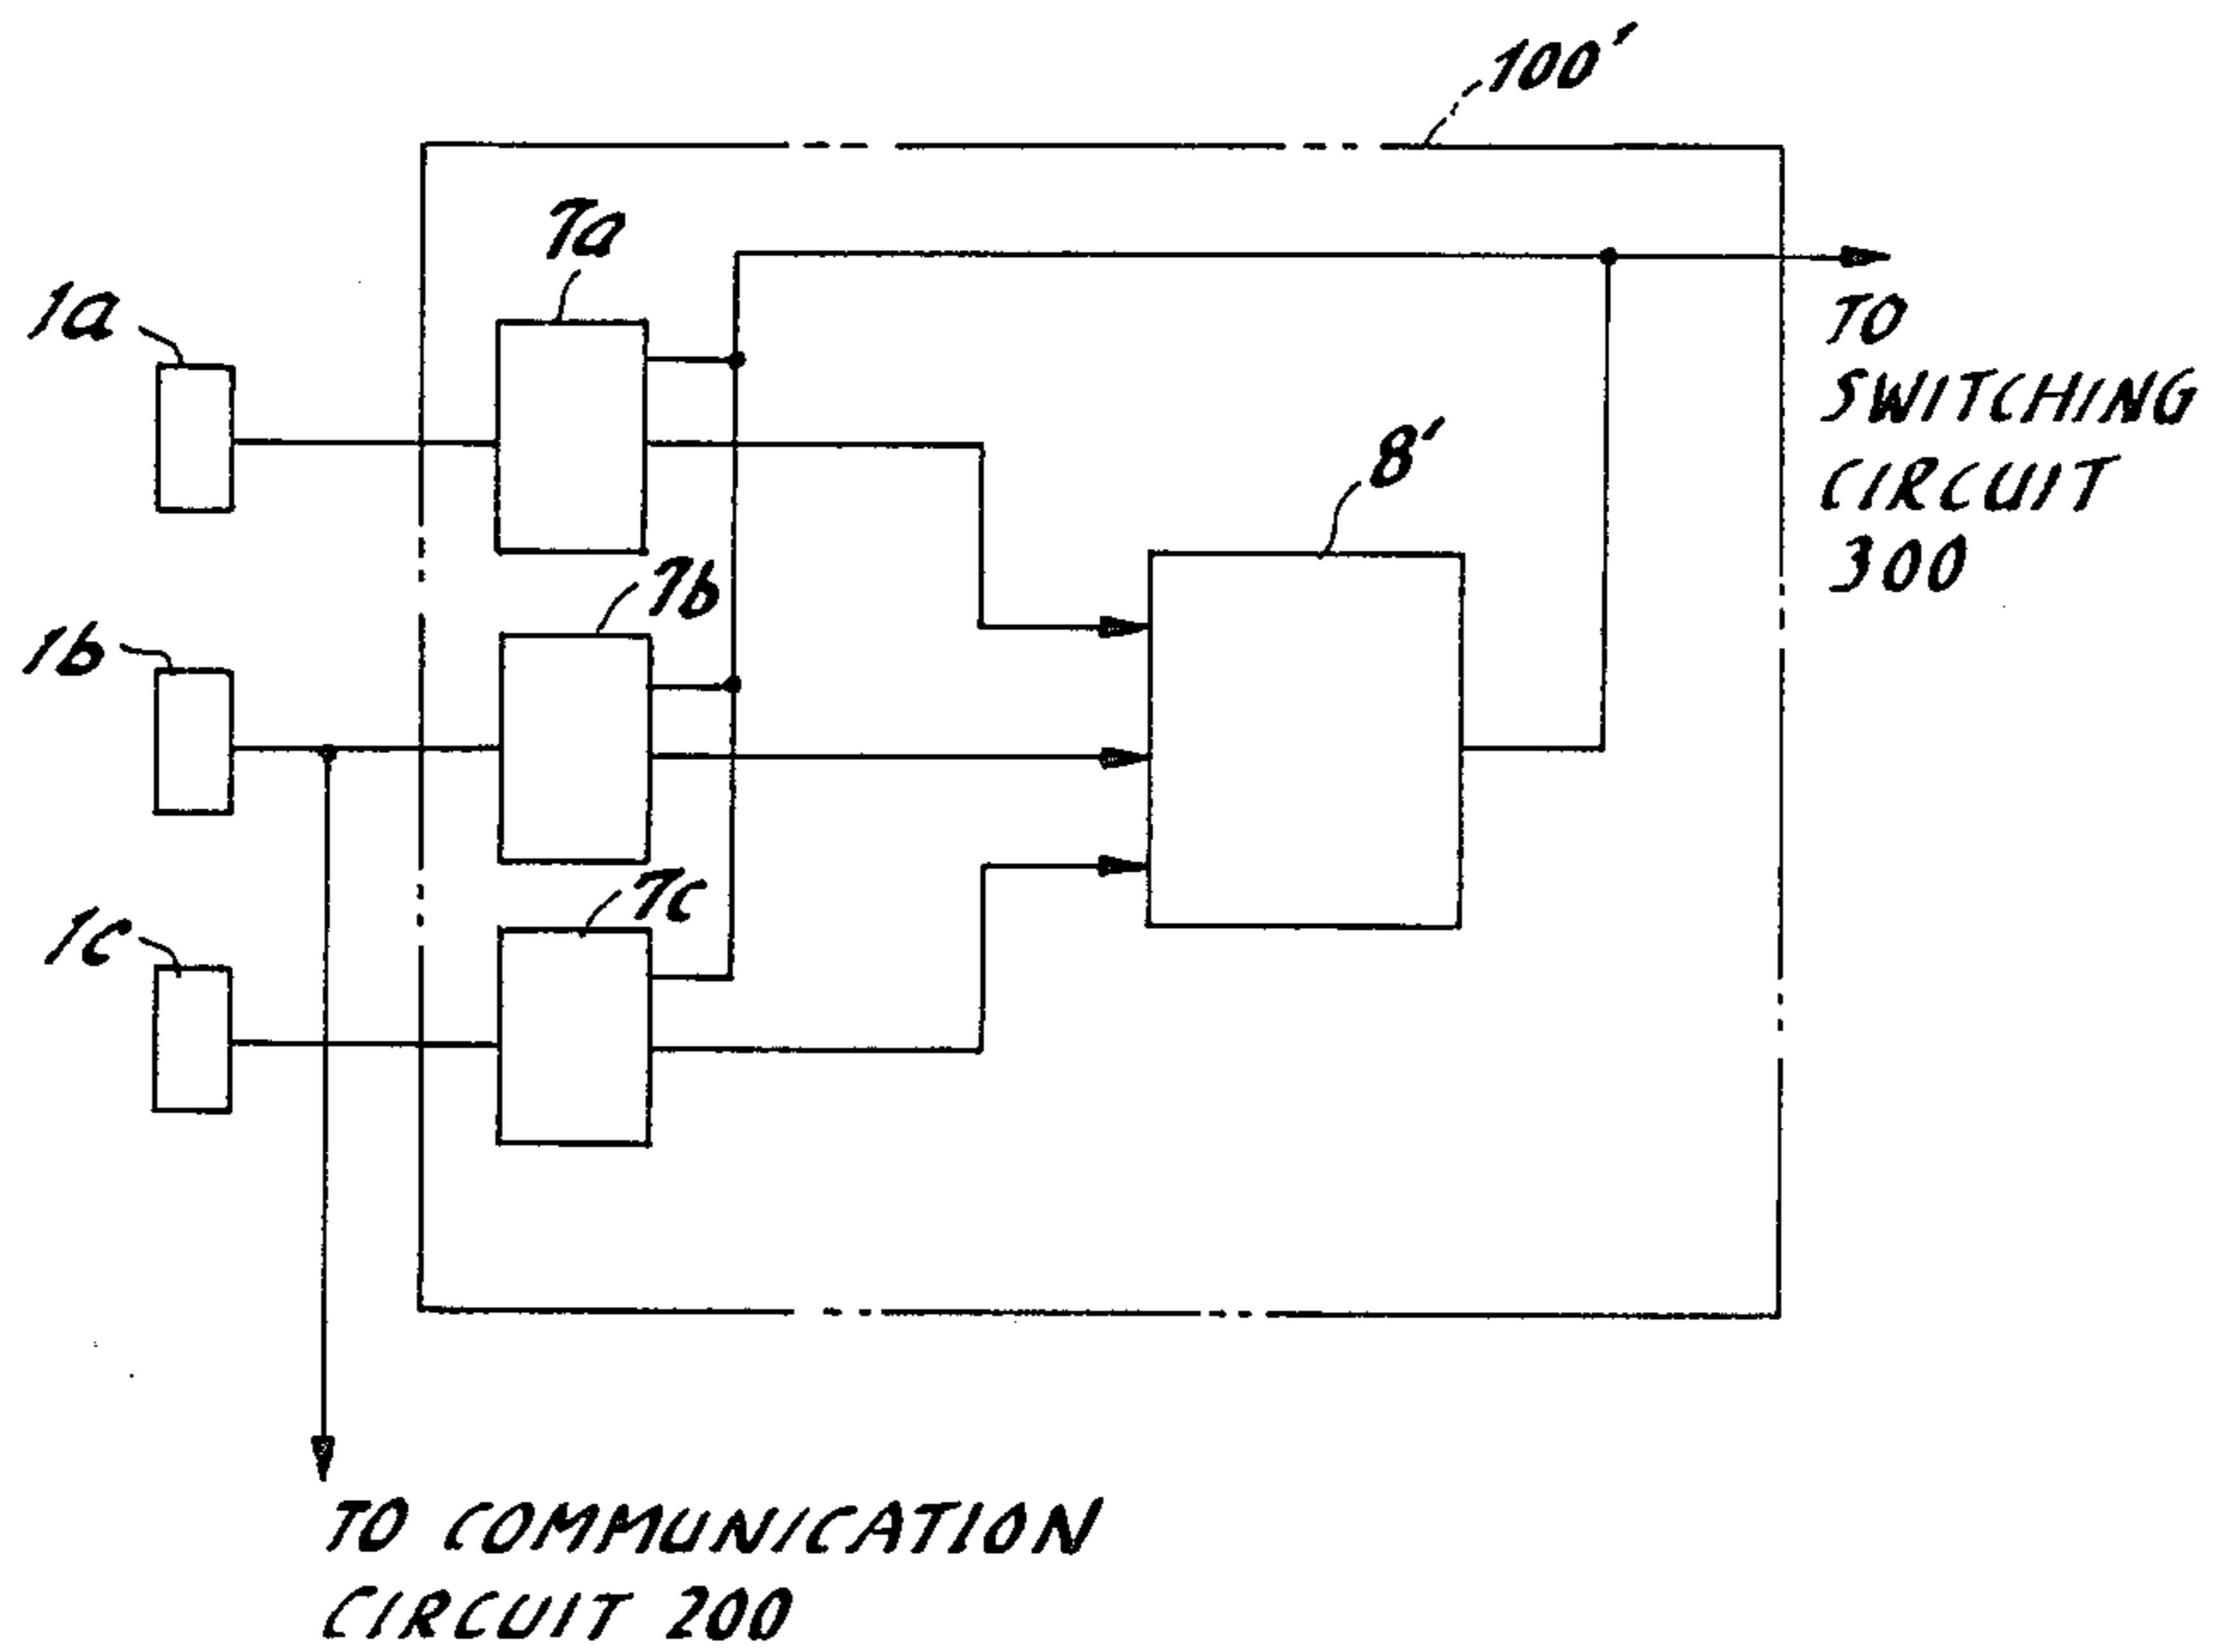 100'
7a
1a
TO
SWITCHING
CIRCUIT
300
8'
7b
1b
7c
1c
TO COMMUNICATION
CIRCUIT 200